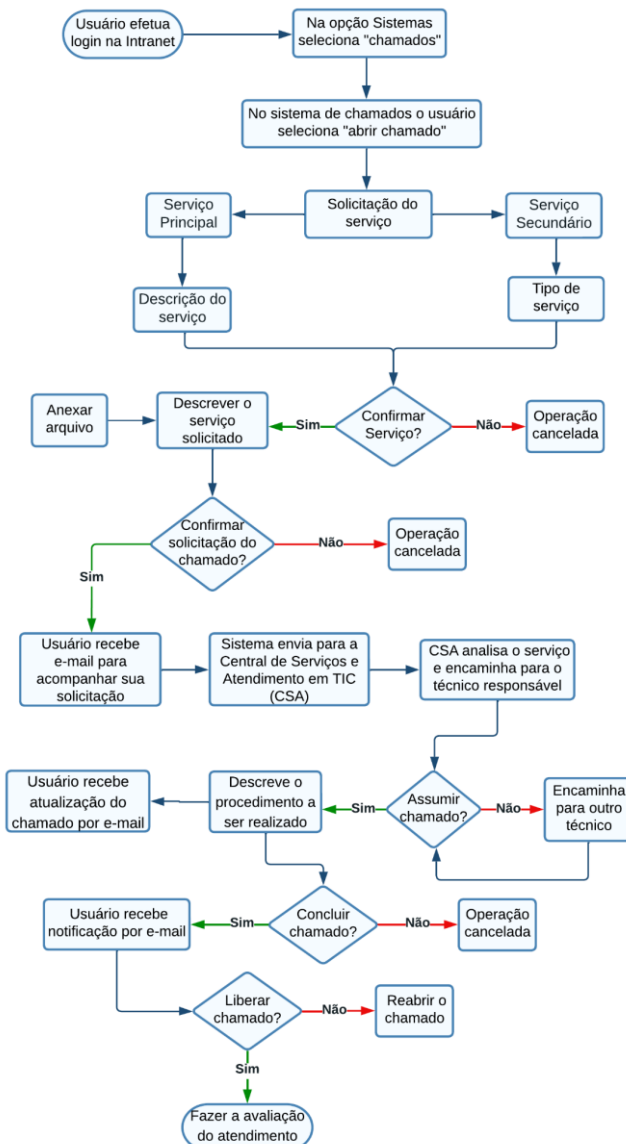 Usuário efetua
login na Intranet
Na opção Sistemas
seleciona "chamados"
No sistema de chamados o usuário
seleciona "abrir chamado"
Serviço
Principal
Solicitação do
serviço
Serviço
Secundário
Descrição do
serviço
Tipo de
serviço
Anexar
arquivo
Descrever o
serviço
solicitado
Sim
Confirmar
Serviço?
Não
Operação
cancelada
Confirmar
solicitação do
chamado?
Não
Operação
cancelada
Sim
Usuário recebe
e-mail para
acompanhar sua
solicitação
Sistema envia para a
Central de Serviços e
Atendimento em TIC
(CSA)
CSA analisa o serviço
e encaminha para o
técnico responsável
Usuário recebe
atualização do
chamado por e-mail
Descreve o
procedimento a
ser realizado
Sim
Assumir
chamado?
Não
Encaminha
para outro
técnico
Usuário recebe
notificação por e-mail
Sim
Concluir
chamado?
Não
Operação
cancelada
Liberar
chamado?
Não
Reabrir o
chamado
Sim
Fazer a avaliação
do atendimento